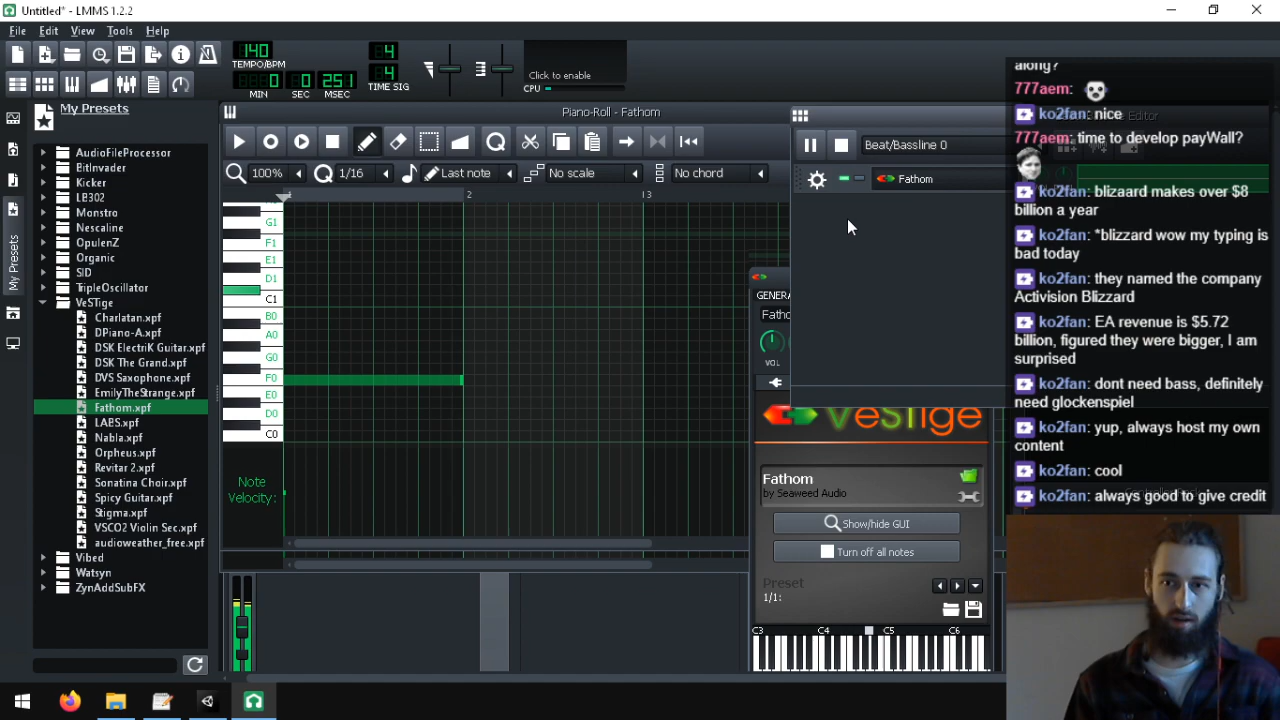 Untitled* - LMMS 1.2.2
File Edit View Tools Help
140
TEMPO/BPM
0 0 251
MIN SEC MSEC
4
4
TIME SIG
Click to enable
CPU
My Presets
My Presets
AudioFileProcessor
BitInvader
Kicker
LB302
Monstro
Nescaline
OpulenZ
Organic
SID
TripleOscillator
VeSTige
Charlatan.xpf
DPiano-A.xpf
DSK ElectriK Guitar.xpf
DSK The Grand.xpf
DVS Saxophone.xpf
EmilyTheStrange.xpf
Fathom.xpf
LABS.xpf
Nabla.xpf
Orpheus.xpf
Revitar 2.xpf
Sonatina Choir.xpf
Spicy Guitar.xpf
Stigma.xpf
VSCO2 Violin Sec.xpf
audioweather_free.xpf
Vibed
Watsyn
ZynAddSubFX
Piano-Roll - Fathom
100% 1/16 Last note No scale No chord
1 2 3
G1
F1
E1
D1
C1
B0
A0
G0
F0
E0
D0
C0
Note
Velocity:
Beat/Bassline 0
Fathom
GENERA
Fatho
VOL
VeSTige
Fathom
by Seaweed Audio
Show/hide GUI
Turn off all notes
Preset
1/1:
C3 C4 C5 C6
Editor
along?
777aem:
ko2fan: nice
777aem: time to develop payWall?
ko2fan: blizaard makes over $8
billion a year
ko2fan: *blizzard wow my typing is
bad today
ko2fan: they named the company
Activision Blizzard
ko2fan: EA revenue is $5.72
billion, figured they were bigger, I am
surprised
ko2fan: dont need bass, definitely
need glockenspiel
ko2fan: yup, always host my own
content
ko2fan: cool
ko2fan: always good to give credit